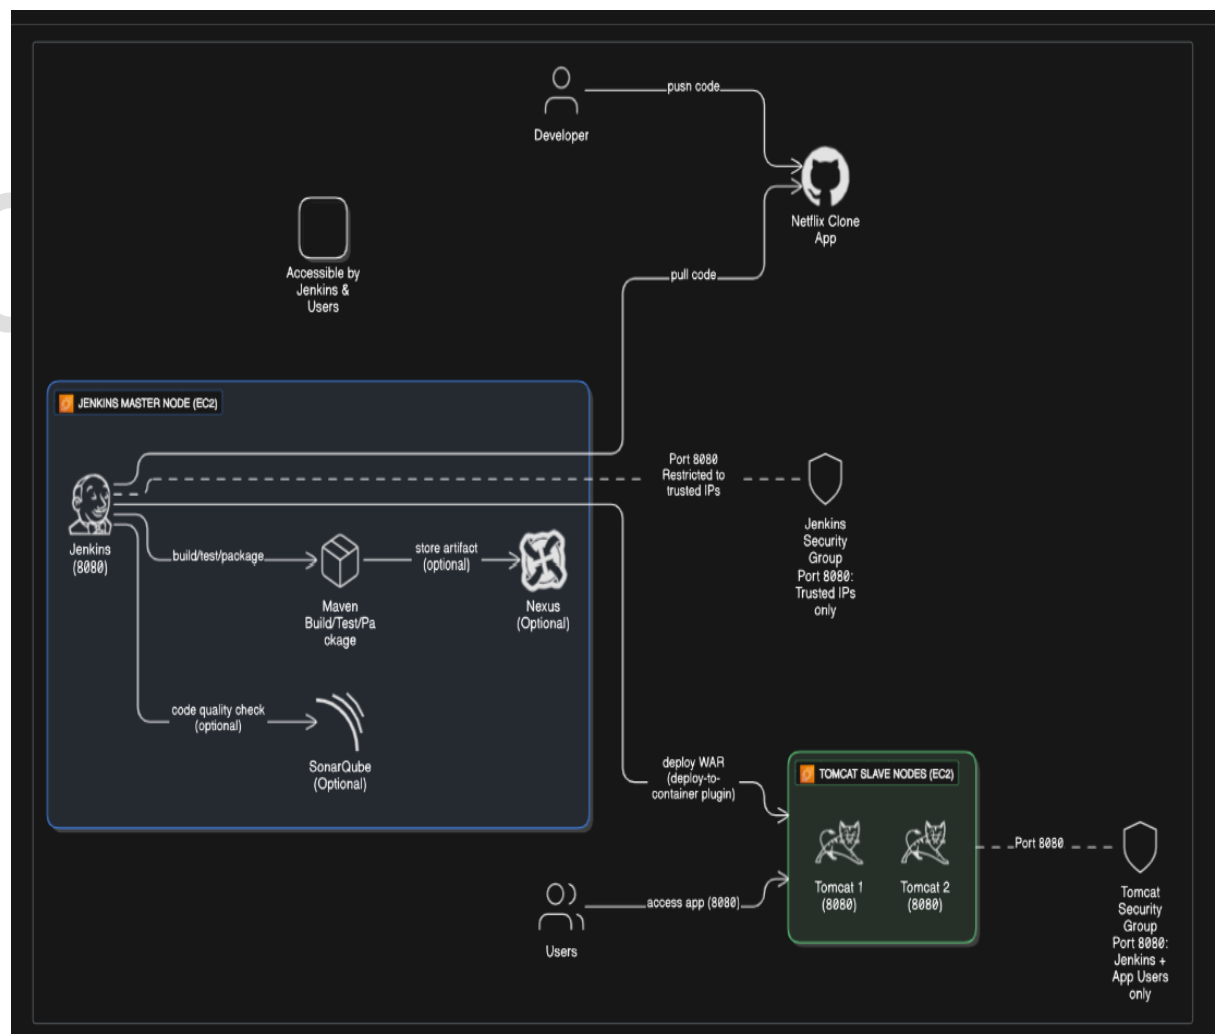 push code
Developer
Netflix Clone
App
Accessible by
Jenkins &
Users
pull code
JENKINS MASTER NODE (EC2)
Port 8080
Restricted to
trusted IPs
Jenkins
(8080)
build/test/package
store artifact
(optional)
Maven
Build/Test/Pa
ckage
Nexus
(Optional)
Jenkins
Security
Group
Port 8080:
Trusted IPs
only
code quality check
(optional)
SonarQube
(Optional)
deploy WAR
(deploy-to-
container plugin)
TOMCAT SLAVE NODES (EC2)
Tomcat 1
(8080)
Tomcat 2
(8080)
Port 8080
access app (8080)
Users
Tomcat
Security
Group
Port 8080:
Jenkins +
App Users
only